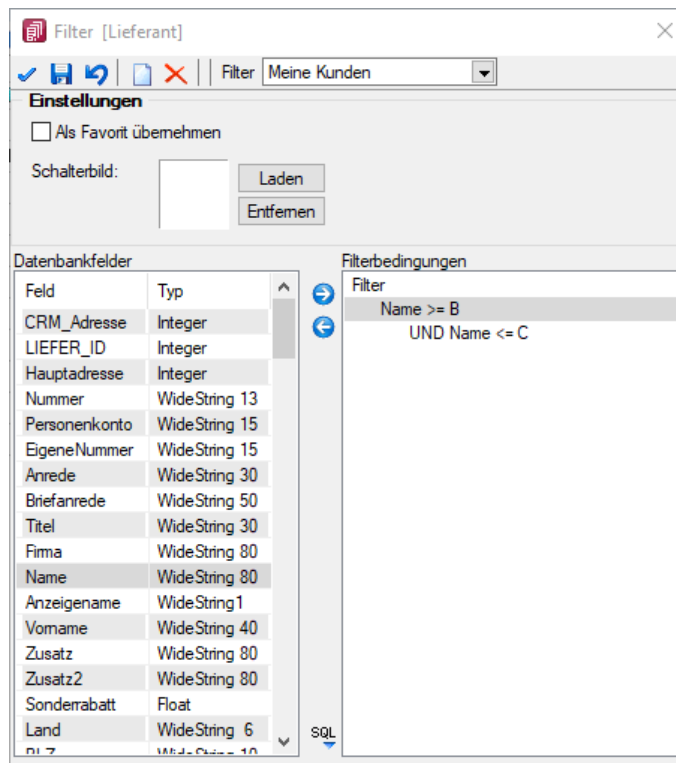 Filter [Lieferant]
Filter Meine Kunden
Einstellungen
Als Favorit übernehmen
Schalterbild:
Laden
Entfernen
Datenbankfelder
Feld Typ
CRM_Adresse Integer
LIEFER_ID Integer
Hauptadresse Integer
Nummer WideString 13
Personenkonto WideString 15
EigeneNummer WideString 15
Anrede WideString 30
Briefanrede WideString 50
Titel WideString 30
Firma WideString 80
Name WideString 80
Anzeigename WideString1
Vorname WideString 40
Zusatz WideString 80
Zusatz2 WideString 80
Sonderrabatt Float
Land WideString 6
PLZ WideString 10
Filterbedingungen
Filter
Name >= B
UND Name <= C
SQL